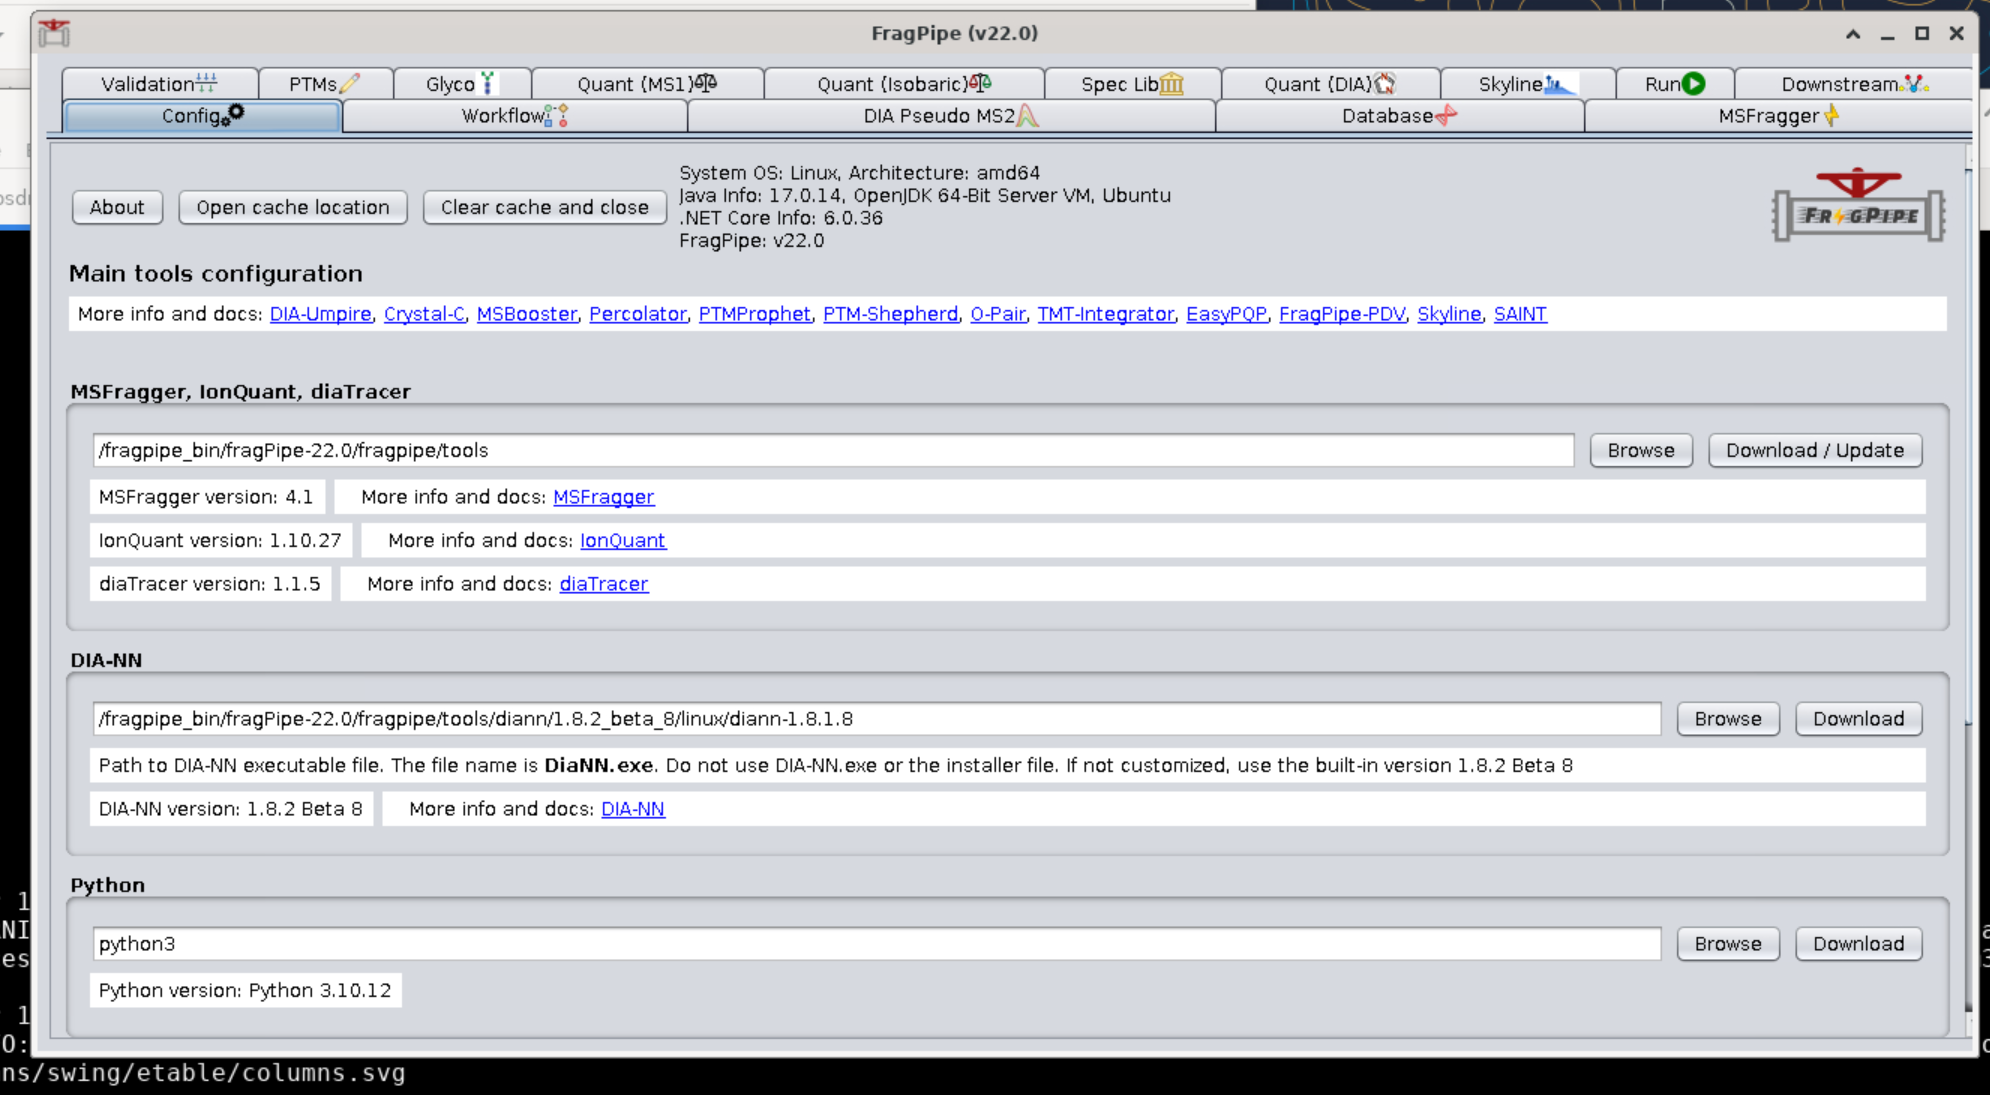 FragPipe (v22.0)
Validation PTMs Glyco Quant (MS1) Quant (Isobaric) Spec Lib Quant (DIA) Skyline Run Downstream
Config Workflow DIA Pseudo MS2 Database MSFragger
System OS: Linux, Architecture: amd64
About Open cache location Clear cache and close Java Info: 17.0.14, OpenJDK 64-Bit Server VM, Ubuntu
.NET Core Info: 6.0.36
FragPipe: v22.0
FRAGPIPE
Main tools configuration
More info and docs: DIA-Umpire, Crystal-C, MSBooster, Percolator, PTMProphet, PTM-Shepherd, O-Pair, TMT-Integrator, EasyPQP, FragPipe-PDV, Skyline, SAINT
MSFragger, IonQuant, diaTracer
/fragpipe_bin/fragPipe-22.0/fragpipe/tools Browse Download / Update
MSFragger version: 4.1 More info and docs: MSFragger
IonQuant version: 1.10.27 More info and docs: IonQuant
diaTracer version: 1.1.5 More info and docs: diaTracer
DIA-NN
/fragpipe_bin/fragPipe-22.0/fragpipe/tools/diann/1.8.2_beta_8/linux/diann-1.8.1.8 Browse Download
Path to DIA-NN executable file. The file name is DiaNN.exe. Do not use DIA-NN.exe or the installer file. If not customized, use the built-in version 1.8.2 Beta 8
DIA-NN version: 1.8.2 Beta 8 More info and docs: DIA-NN
Python
python3 Browse Download
Python version: Python 3.10.12
ns/swing/etable/columns.svg